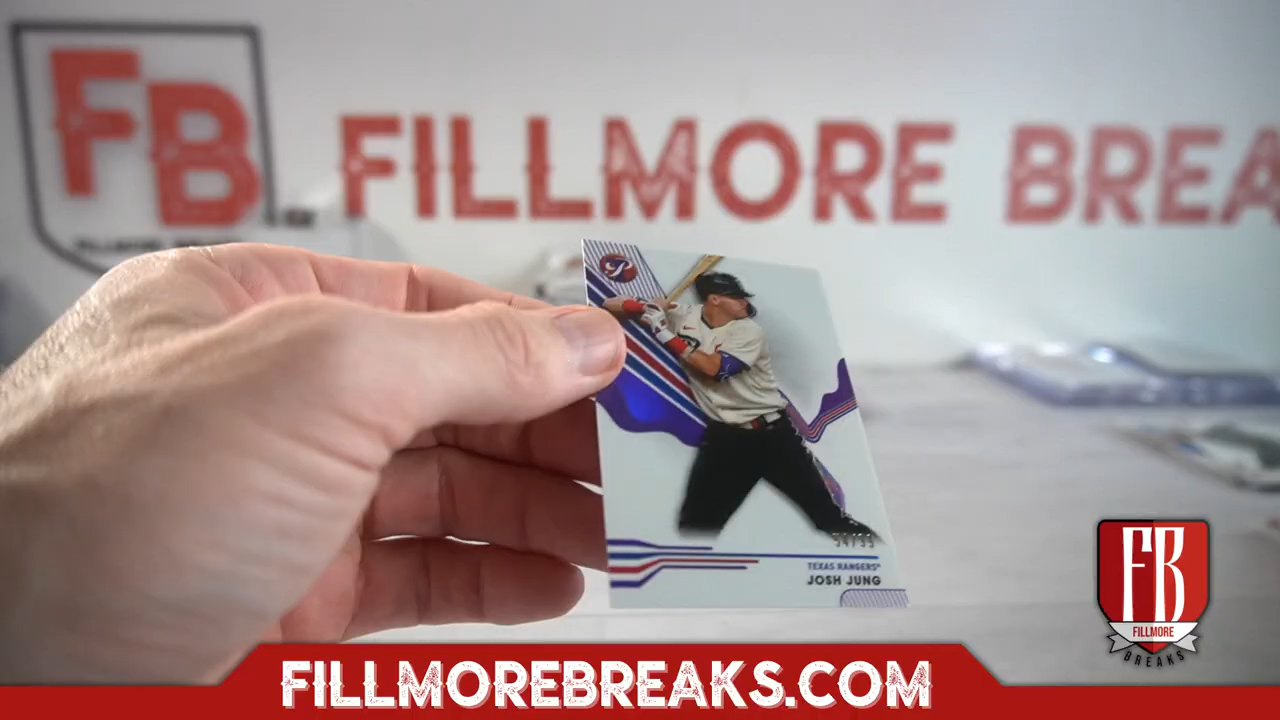 FB
FILLMORE BREA
TEXAS RANGERS
JOSH JUNG
FB
FILLMORE
BREAKS
FILLMOREBREAKS.COM